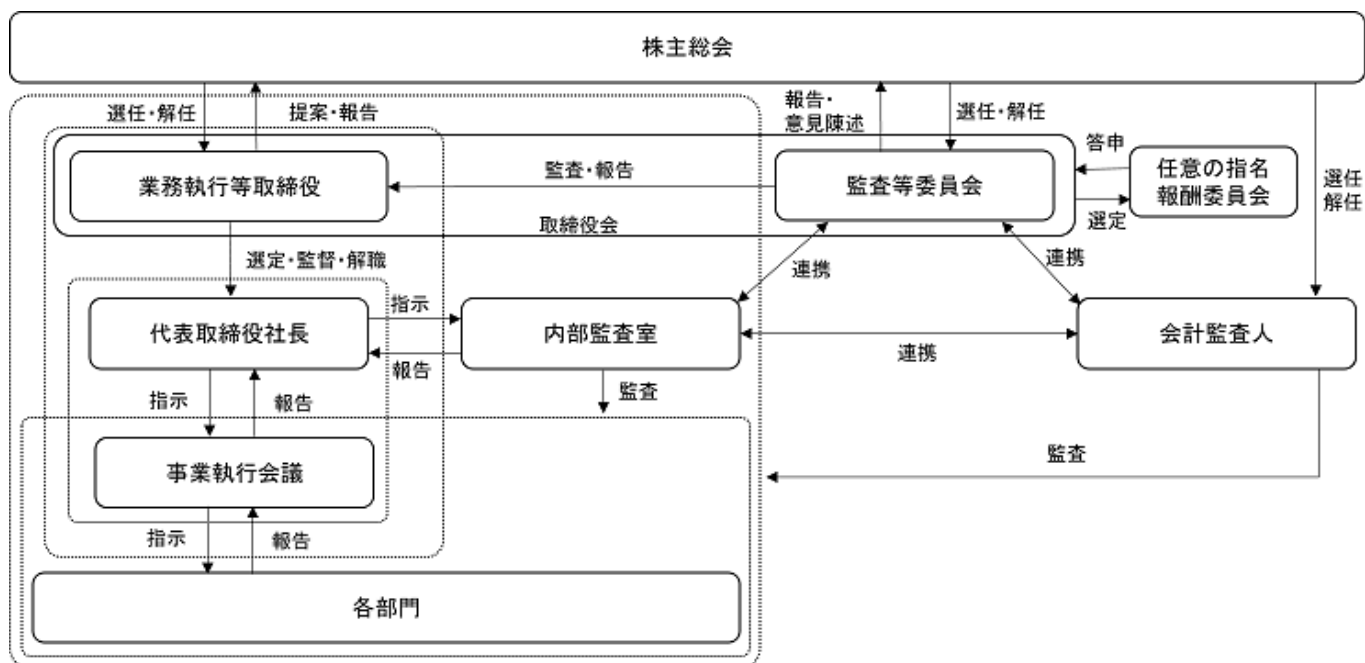 株主総会
選任・解任
提案・報告
報告・
意見陳述
選任・解任
答申
選任
解任
業務執行等取締役
監査・報告
監査等委員会
任意の指名
報酬委員会
取締役会
選定
選定・監督・解職
連携
連携
代表取締役社長
指示
報告
内部監査室
連携
会計監査人
指示
報告
監査
事業執行会議
監査
指示
報告
各部門